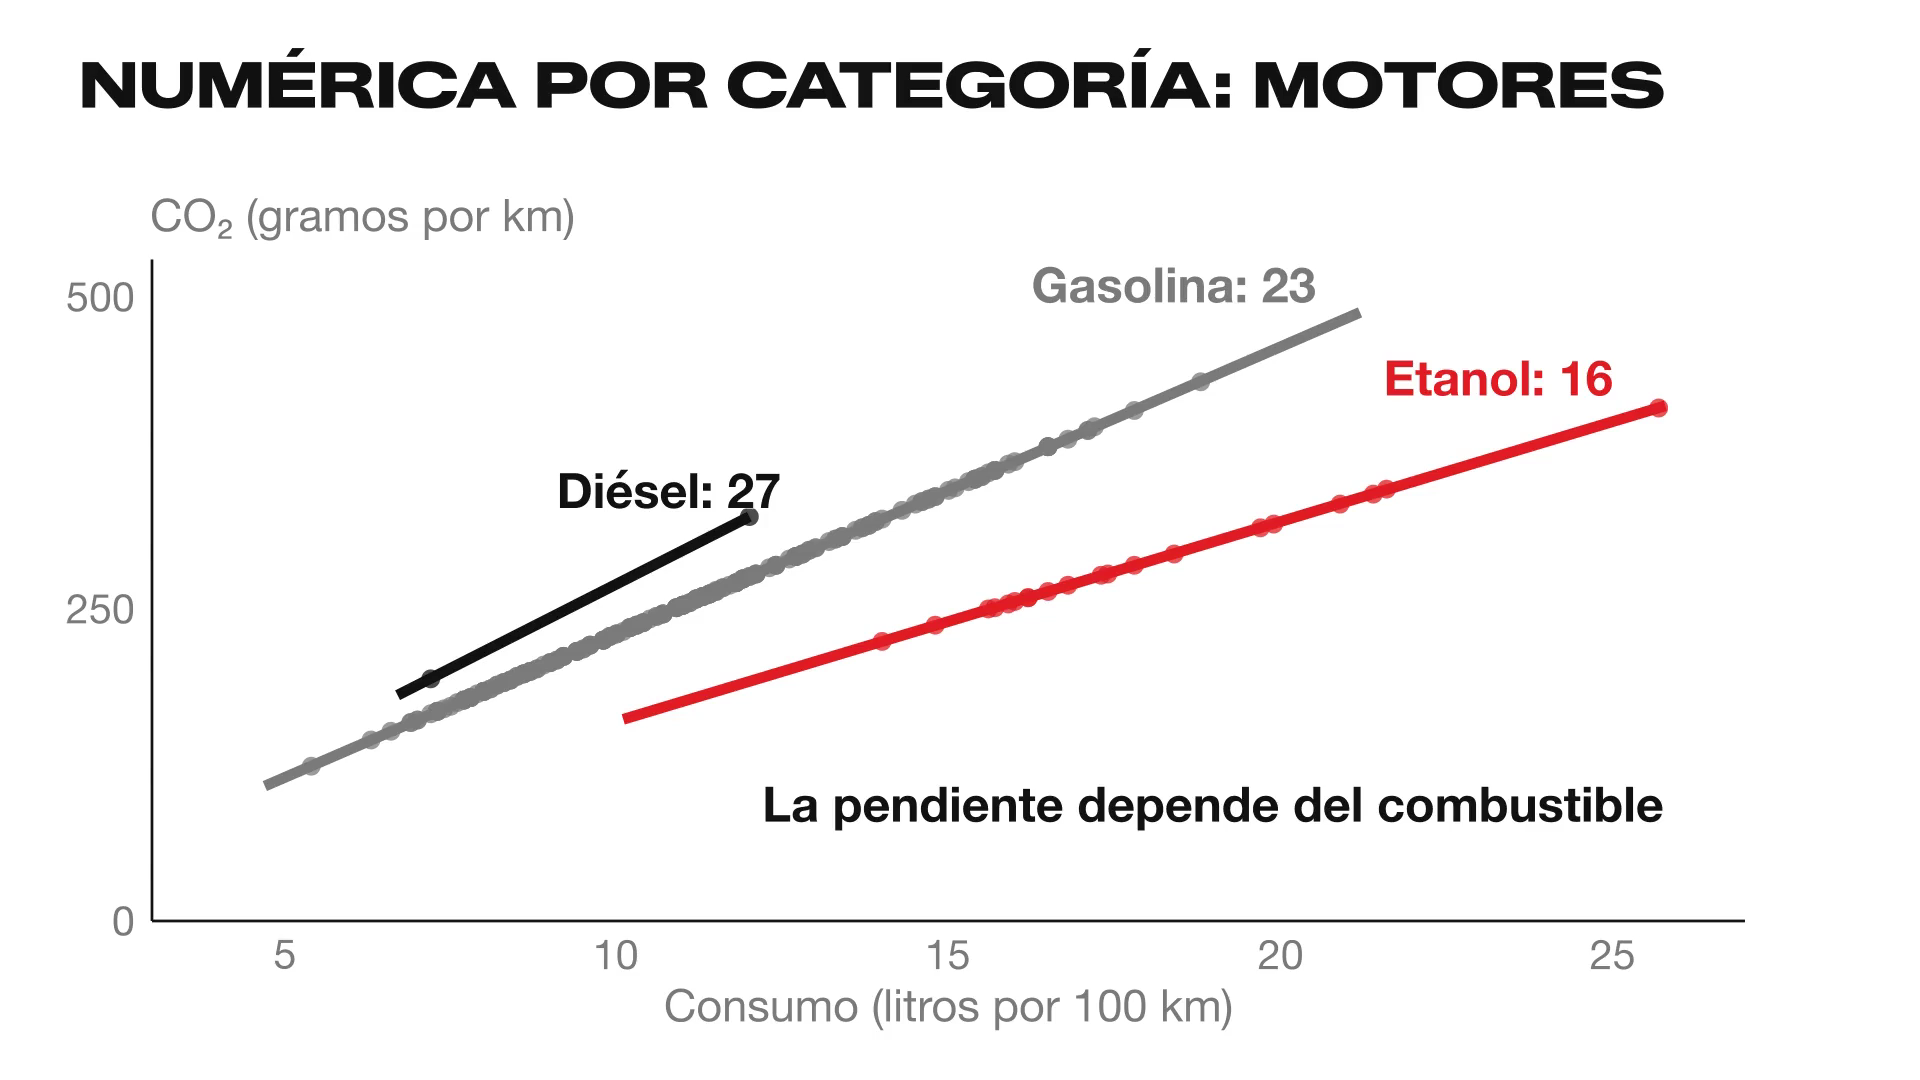 NUMÉRICA POR CATEGORÍA: MOTORES
CO₂ (gramos por km)
500
250
0
Gasolina: 23
Etanol: 16
Diésel: 27
La pendiente depende del combustible
5 10 15 20 25
Consumo (litros por 100 km)